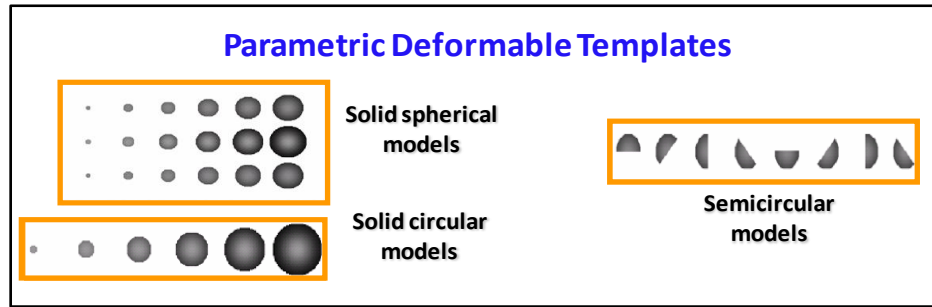 Parametric Deformable Templates
Solid spherical
models
Solid circular
models
Semicircular
models